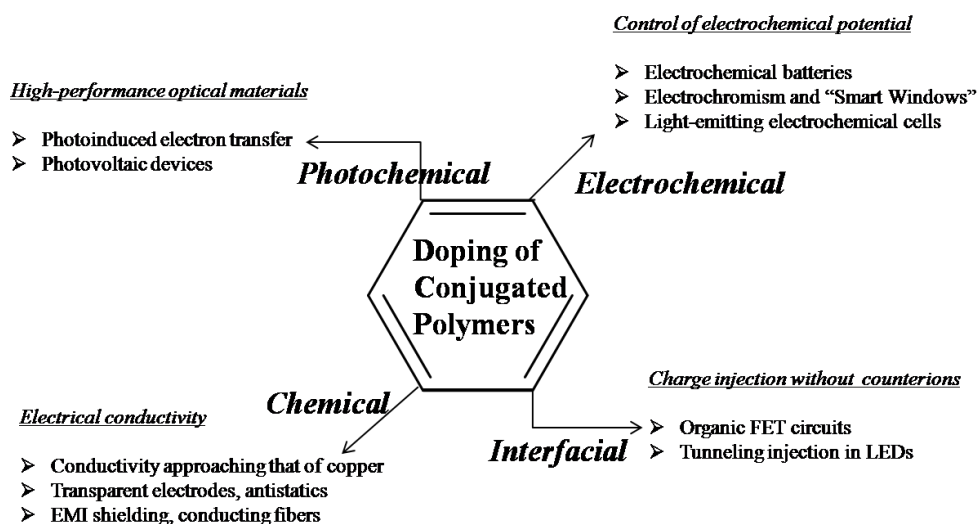 Control of electrochemical potential
➢ Electrochemical batteries
➢ Electrochromism and “Smart Windows”
➢ Light-emitting electrochemical cells
High-performance optical materials
➢ Photoinduced electron transfer
➢ Photovoltaic devices
Photochemical
Electrochemical
Doping of
Conjugated
Polymers
Chemical
Interfacial
Charge injection without counterions
➢ Organic FET circuits
➢ Tunneling injection in LEDs
Electrical conductivity
➢ Conductivity approaching that of copper
➢ Transparent electrodes, antistatics
➢ EMI shielding, conducting fibers